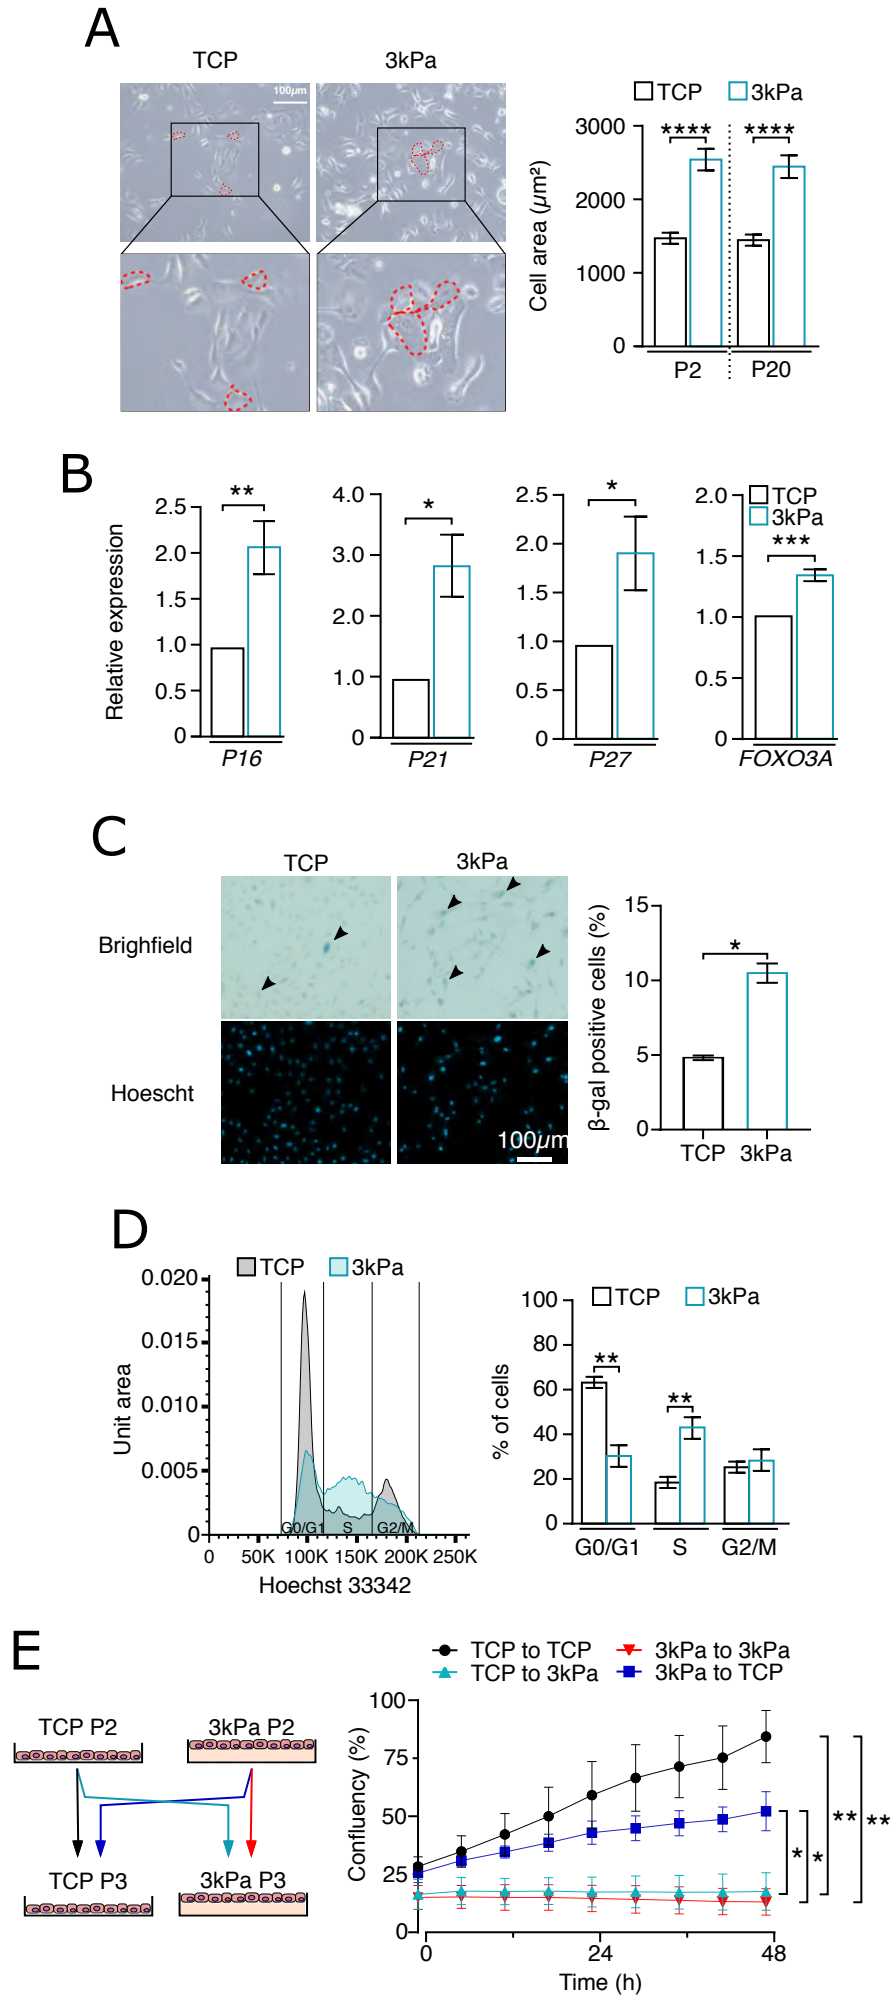 A
TCP
3kPa
100µm
TCP
3kPa
Cell area (µm²)
3000
2000
1000
0
****
****
P2
P20
B
Relative expression
2.5
2.0
1.5
1.0
0.5
0
**
P16
4.0
3.0
2.0
1.0
0
*
P21
2.5
2.0
1.5
1.0
0.5
0
*
P27
2.0
1.5
1.0
0.5
0
TCP
3kPa
***
FOXO3A
C
TCP
3kPa
Brighfield
Hoescht
100µm
β-gal positive cells (%)
15
10
5
0
*
TCP
3kPa
D
TCP
3kPa
Unit area
0.020
0.015
0.010
0.005
0
G0/G1
S
G2/M
0
50K
100K
150K
200K
250K
Hoechst 33342
TCP
3kPa
% of cells
100
80
60
40
20
0
**
**
G0/G1
S
G2/M
E
TCP P2
3kPa P2
TCP P3
3kPa P3
TCP to TCP
3kPa to 3kPa
TCP to 3kPa
3kPa to TCP
Confluency (%)
100
75
50
25
0
*
*
**
**
0
24
48
Time (h)